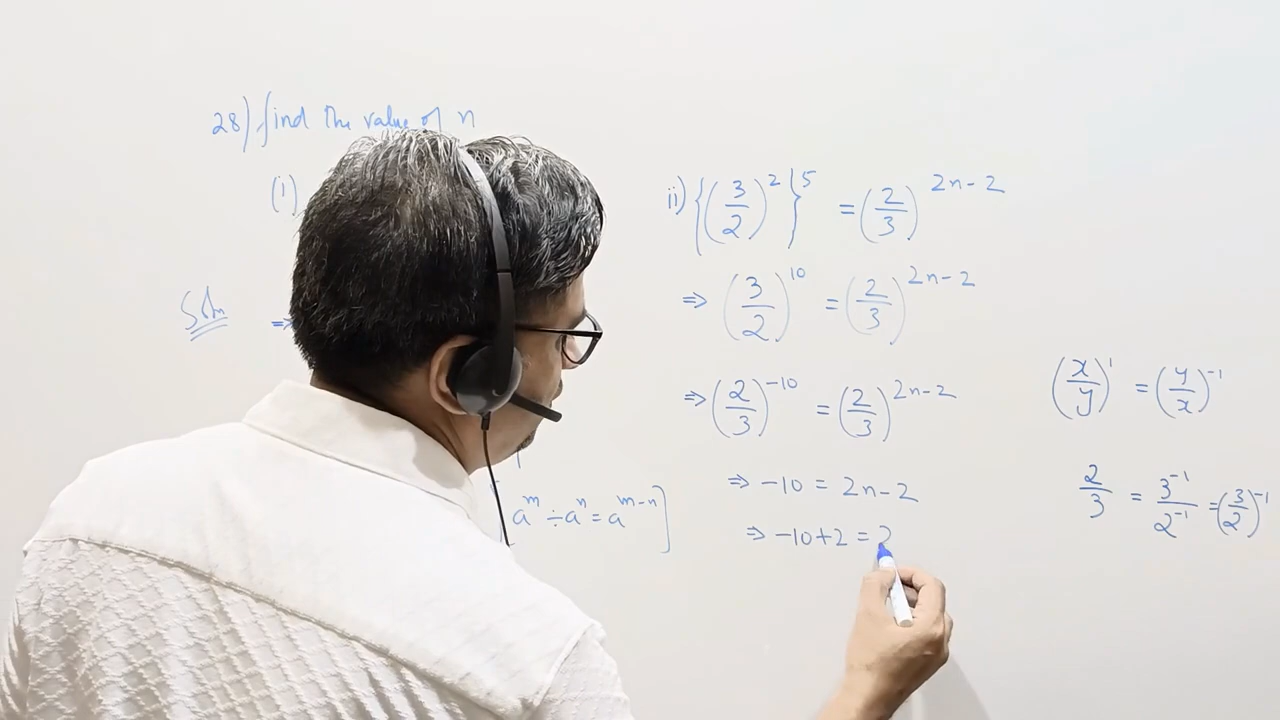 28) find the value of n
(i)
Soln ⇒
[a^m ÷ a^n = a^(m-n)]
ii) {(3/2)^2}^5 = (2/3)^(2n-2)
⇒ (3/2)^10 = (2/3)^(2n-2)
⇒ (2/3)^-10 = (2/3)^(2n-2)
⇒ -10 = 2n-2
⇒ -10+2 = 2
(x/y)^1 = (y/x)^-1
2/3 = 3^-1/2^-1 = (3/2)^-1